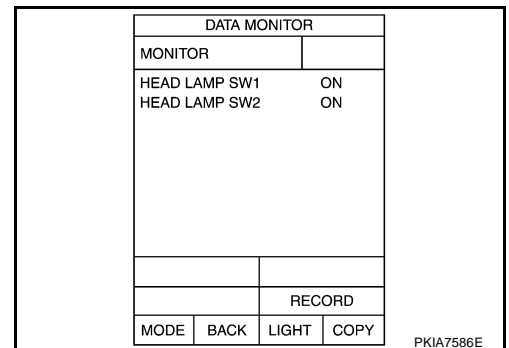 DATA MONITOR
MONITOR
HEAD LAMP SW1 ON
HEAD LAMP SW2 ON
RECORD
MODE BACK LIGHT COPY
PKIA7586E